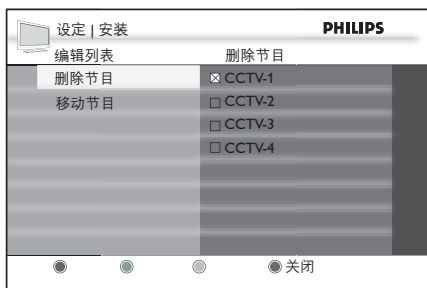 设定 | 安装 PHILIPS
编辑列表 删除节目
删除节目 CCTV-1
移动节目 CCTV-2
CCTV-3
CCTV-4
关闭